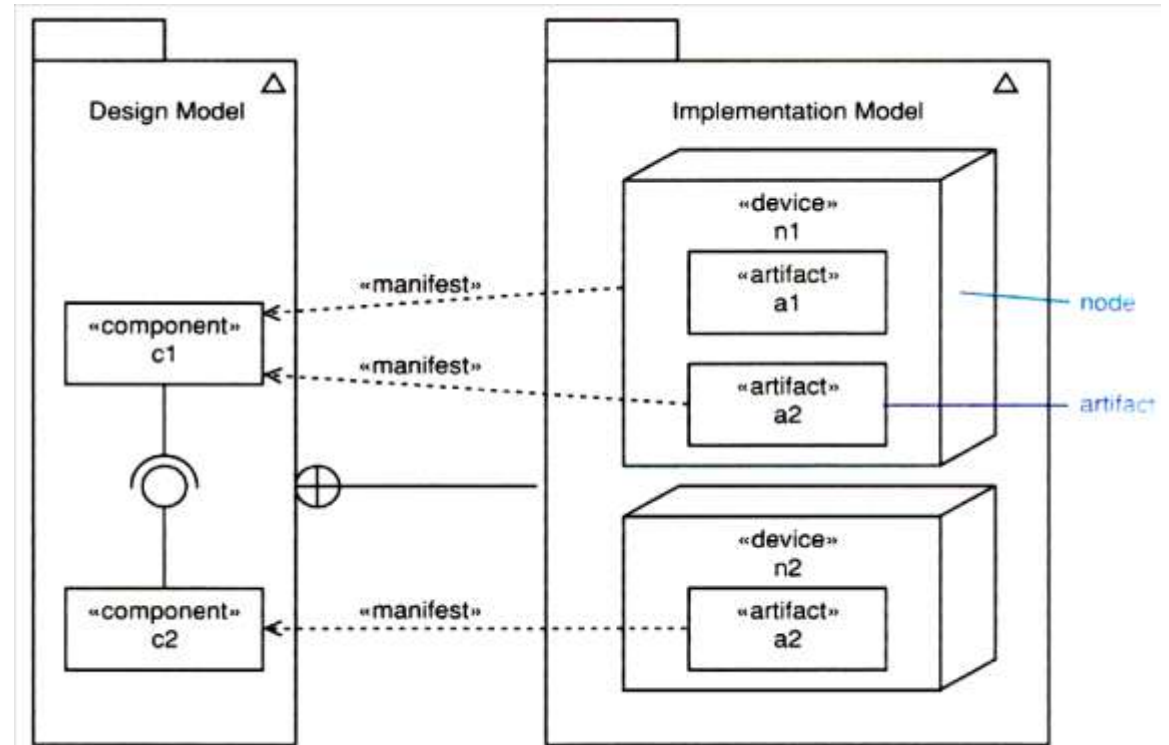 Design Model
Implementation Model
«device»
n1
«manifest»
«artifact»
a1
node
«component»
c1
«manifest»
«artifact»
a2
artifact
«device»
n2
«component»
c2
«manifest»
«artifact»
a2